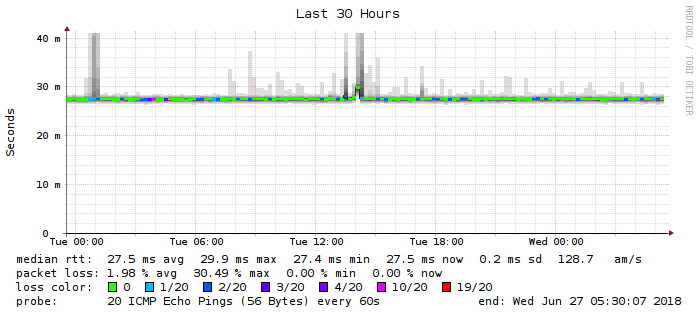 Last 30 Hours
RRDTOOL / TOBI OETIKER
Seconds
40 m
30 m
20 m
10 m
0
Tue 00:00 Tue 06:00 Tue 12:00 Tue 18:00 Wed 00:00
median rtt: 27.5 ms avg 29.9 ms max 27.4 ms min 27.5 ms now 0.2 ms sd 128.7 am/s
packet loss: 1.98 % avg 30.49 % max 0.00 % min 0.00 % now
loss color: 0 1/20 2/20 3/20 4/20 10/20 19/20
probe: 20 ICMP Echo Pings (56 Bytes) every 60s end: Wed Jun 27 05:30:07 2018